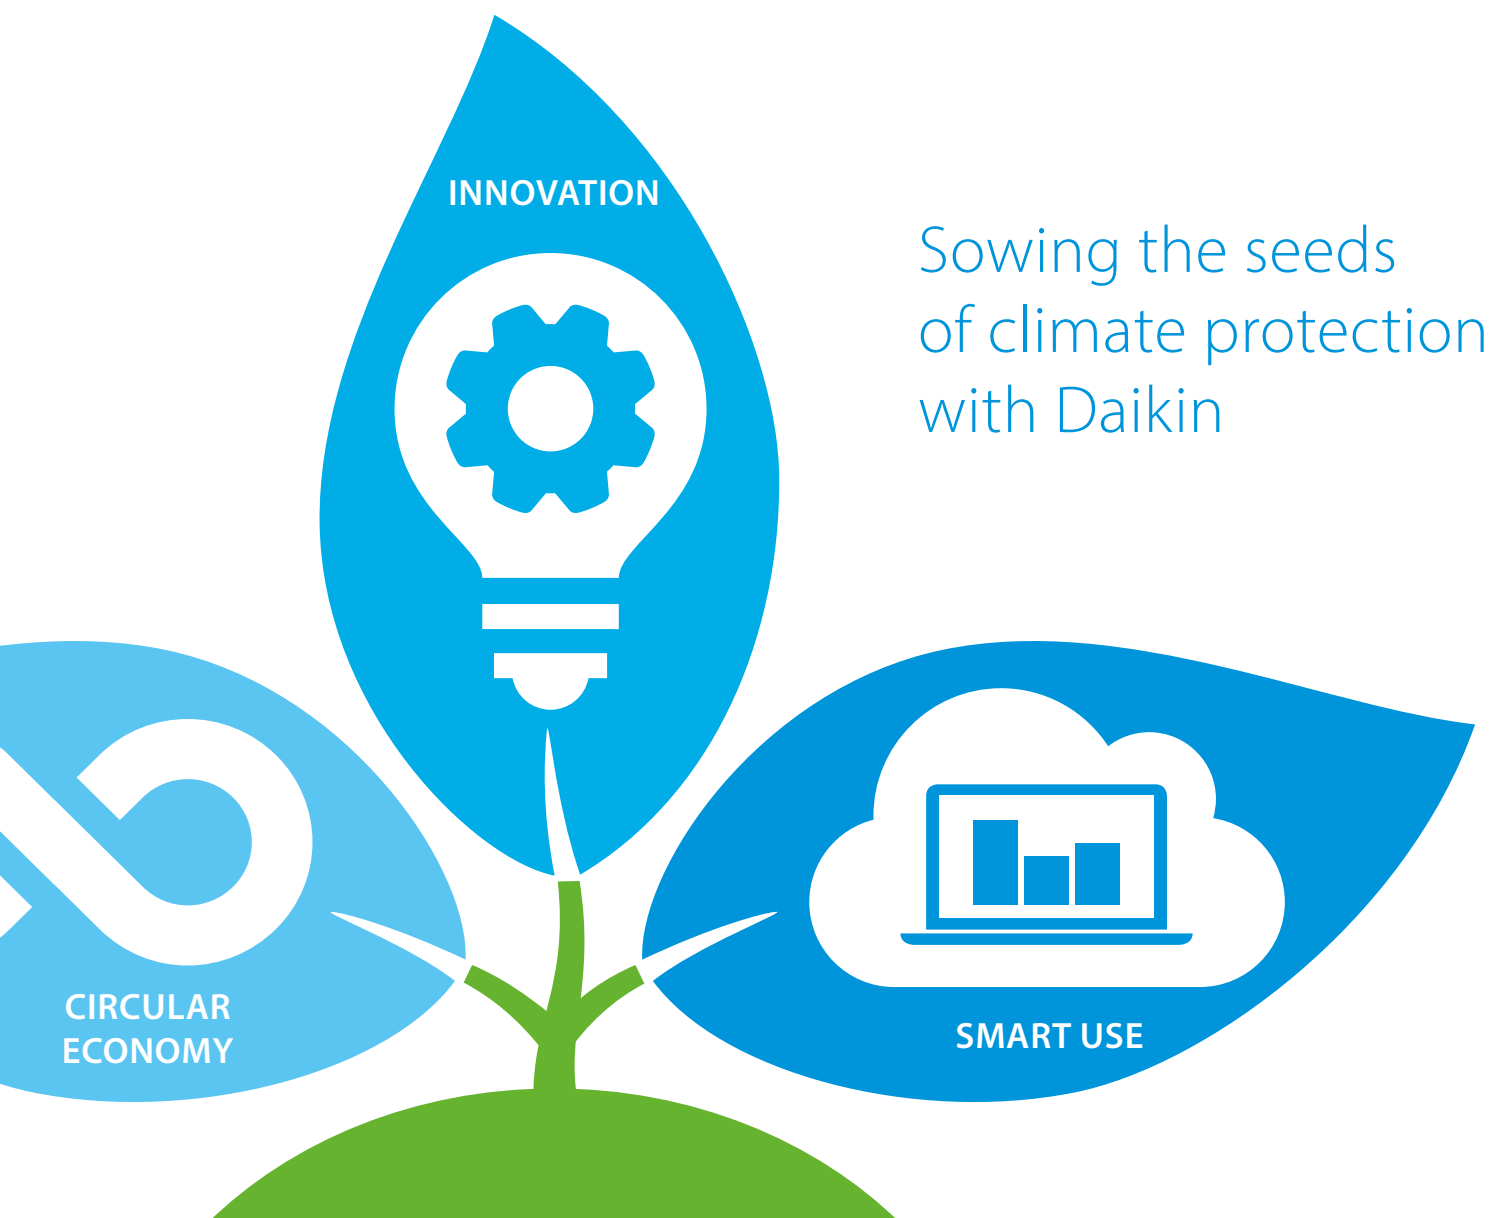 INNOVATION
Sowing the seeds
of climate protection
with Daikin
CIRCULAR
ECONOMY
SMART USE